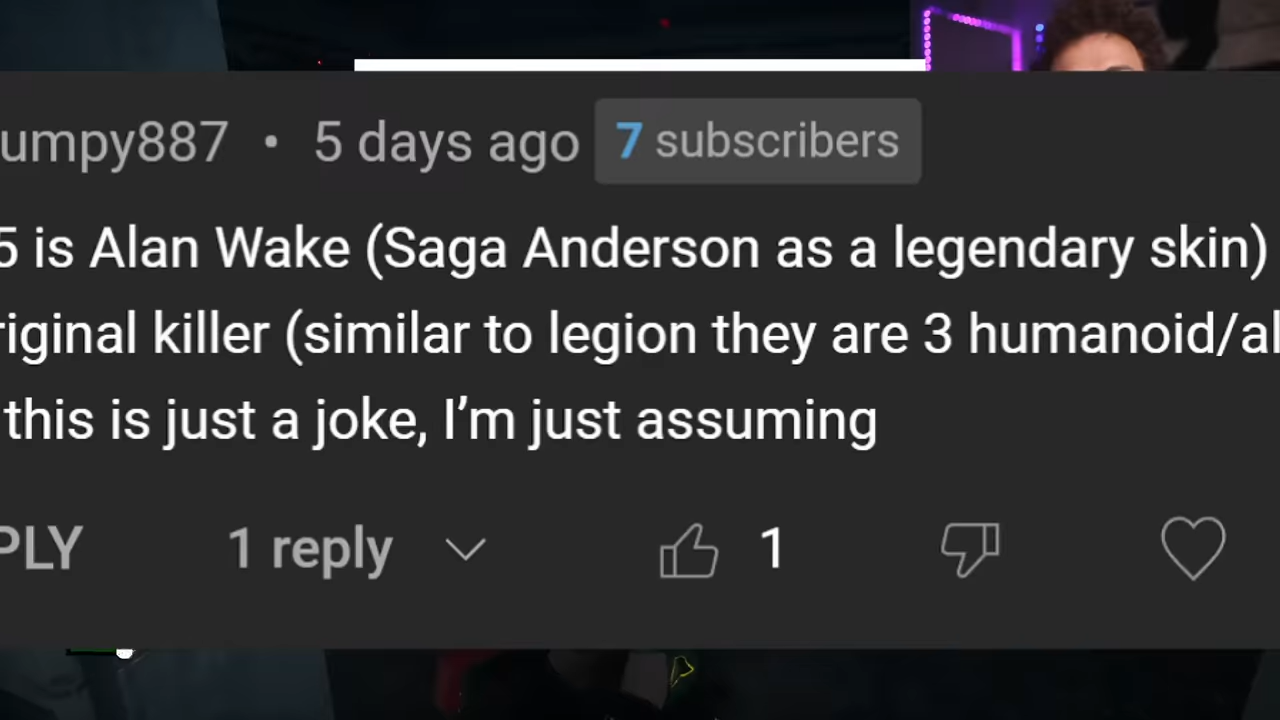 umpy887 • 5 days ago 7 subscribers
5 is Alan Wake (Saga Anderson as a legendary skin)
riginal killer (similar to legion they are 3 humanoid/al
this is just a joke, I’m just assuming
PLY 1 reply 1